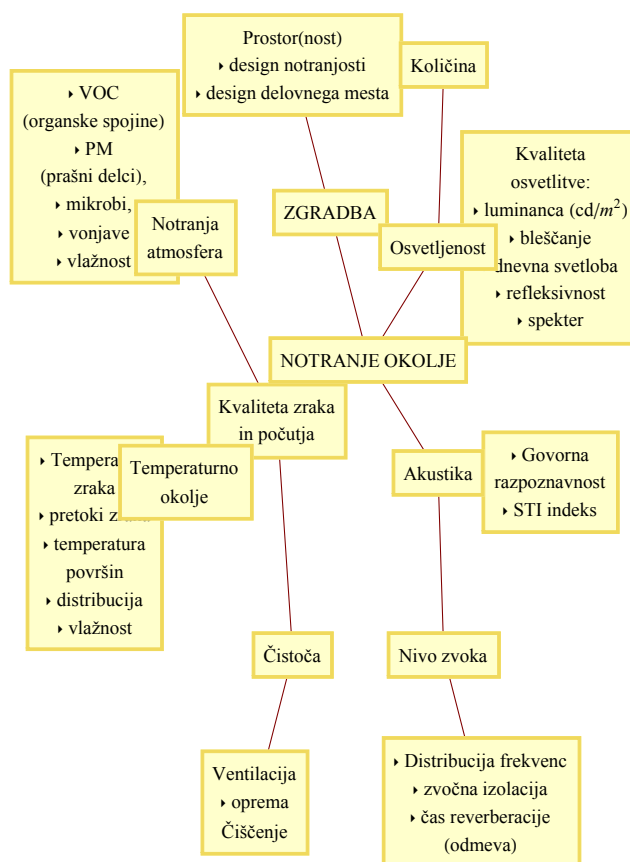 Prostor(nost)
‣ design notranjosti
‣ design delovnega mesta
Količina
‣ VOC
(organske spojine)
‣ PM
(prašni delci),
‣ mikrobi,
‣ vonjave
‣ vlažnost
Notranja
atmosfera
ZGRADBA
Osvetljenost
Kvaliteta
osvetlitve:
‣ luminanca (cd/m²)
‣ bleščanje
dnevna svetloba
‣ refleksivnost
‣ spekter
NOTRANJE OKOLJE
Kvaliteta zraka
in počutja
Temperaturno
okolje
zraka
‣ pretoki
‣ temperatura
površin
‣ distribucija
‣ vlažnost
Akustika
‣ Govorna
razpoznavnost
‣ STI indeks
Čistoča
Nivo zvoka
Ventilacija
‣ oprema
Čiščenje
‣ Distribucija frekvenc
‣ zvočna izolacija
‣ čas reverberacije
(odmeva)